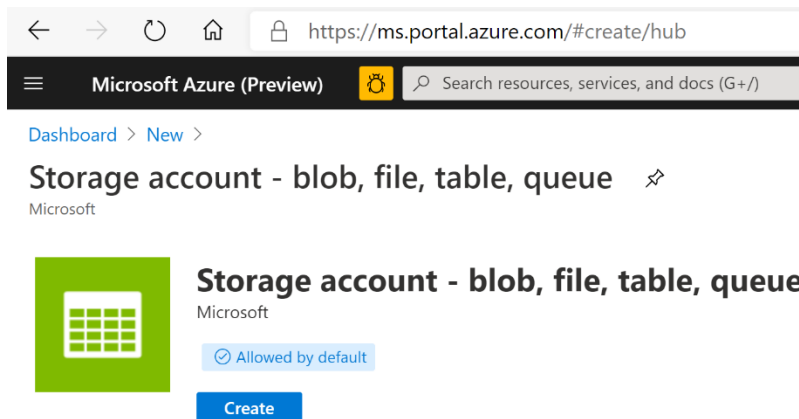 https://ms.portal.azure.com/#create/hub
Microsoft Azure (Preview)
Search resources, services, and docs (G+/)
Dashboard > New >
Storage account - blob, file, table, queue
Microsoft
Storage account - blob, file, table, queue
Microsoft
Allowed by default
Create